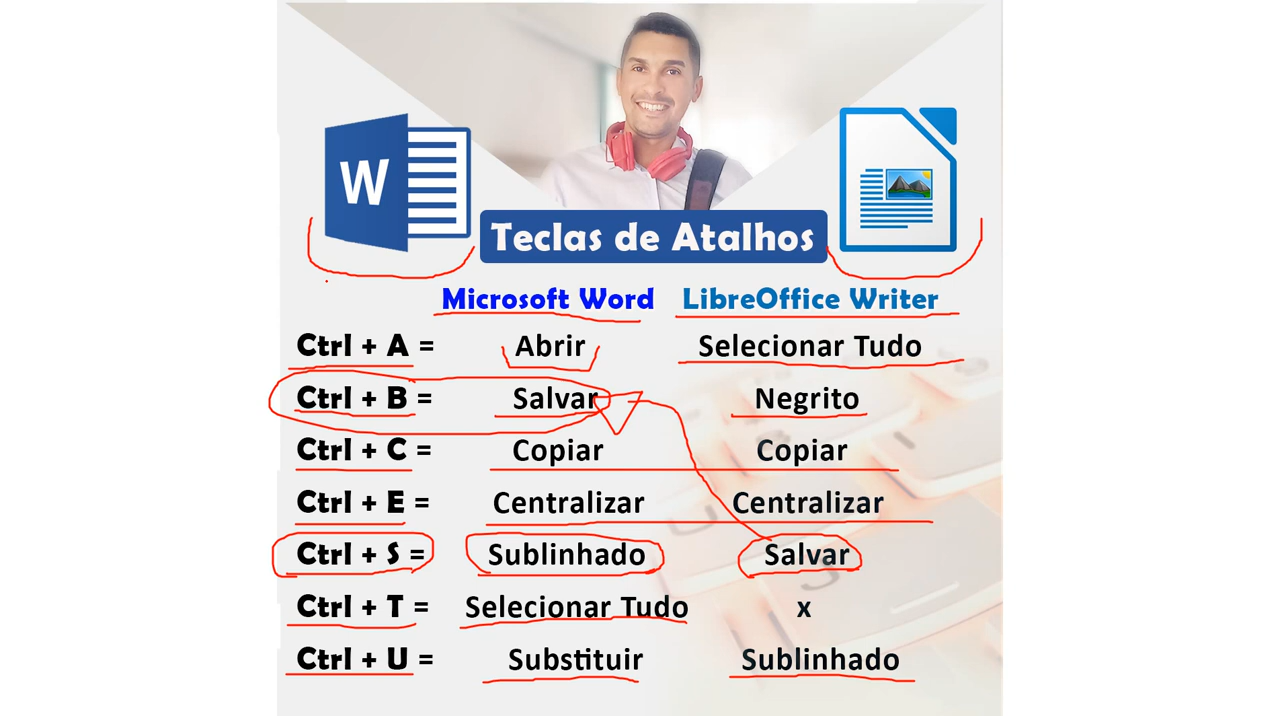 W
Teclas de Atalhos
Microsoft Word LibreOffice Writer
Ctrl + A = Abrir Selecionar Tudo
Ctrl + B = Salvar Negrito
Ctrl + C = Copiar Copiar
Ctrl + E = Centralizar Centralizar
Ctrl + S = Sublinhado Salvar
Ctrl + T = Selecionar Tudo x
Ctrl + U = Substituir Sublinhado